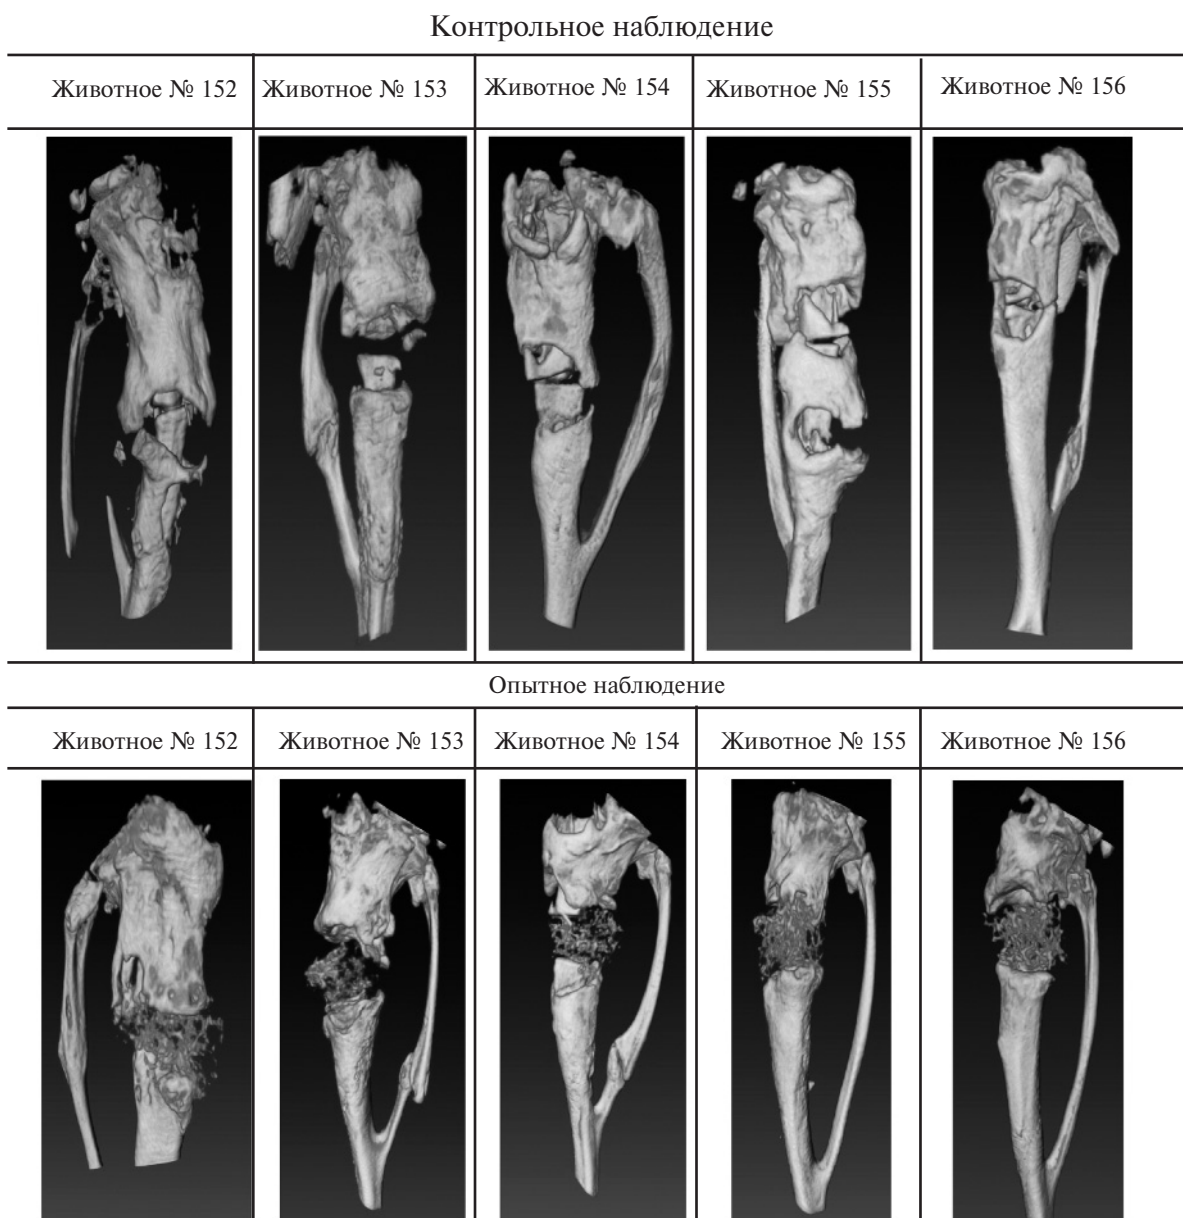 Контрольное наблюдение
Животное № 152 Животное № 153 Животное № 154 Животное № 155 Животное № 156
Опытное наблюдение
Животное № 152 Животное № 153 Животное № 154 Животное № 155 Животное № 156